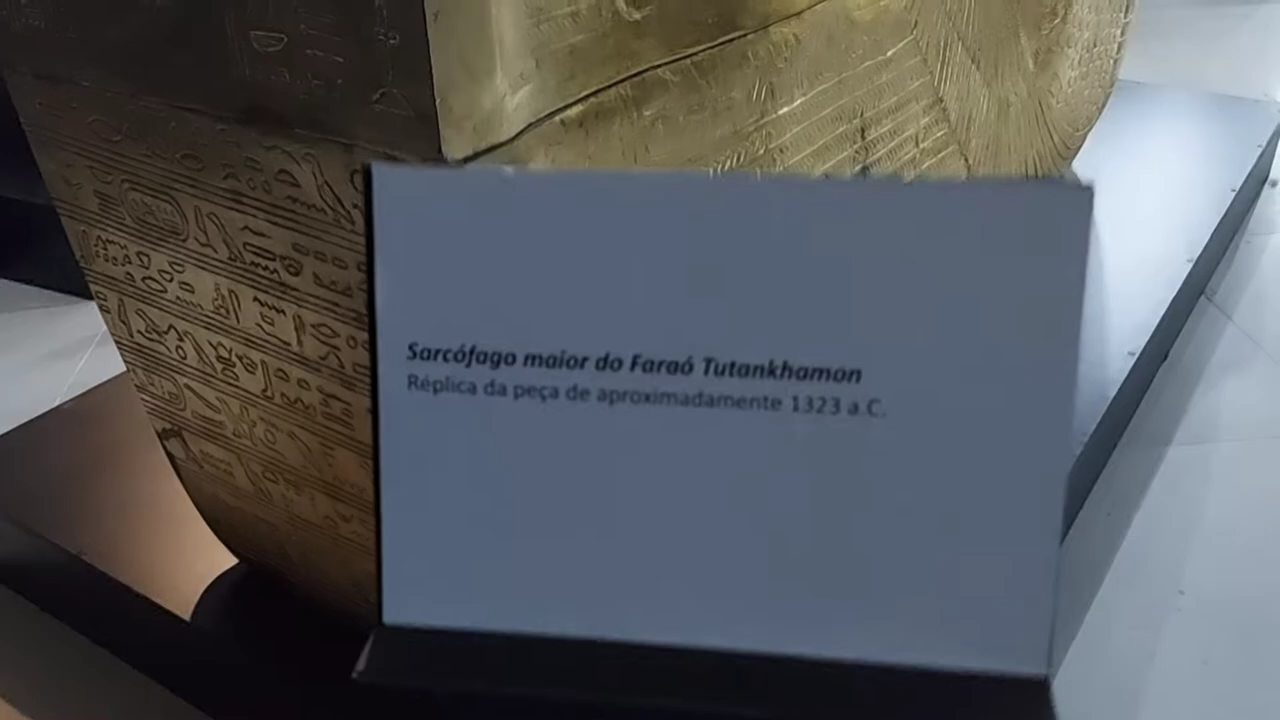 Sarcófago maior do Faraó Tutankhamon
Réplica da peça de aproximadamente 1323 a.C.